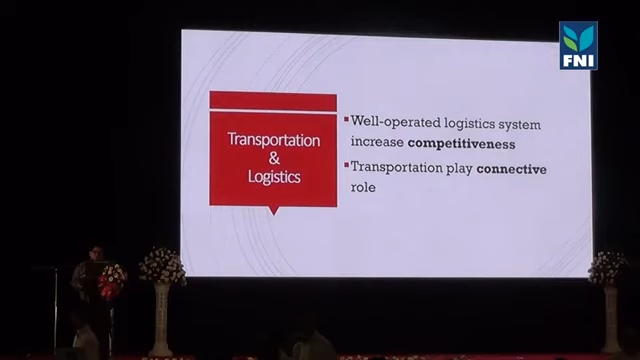 FNI
Transportation
&
Logistics
Well-operated logistics system
increase competitiveness
Transportation play connective
role